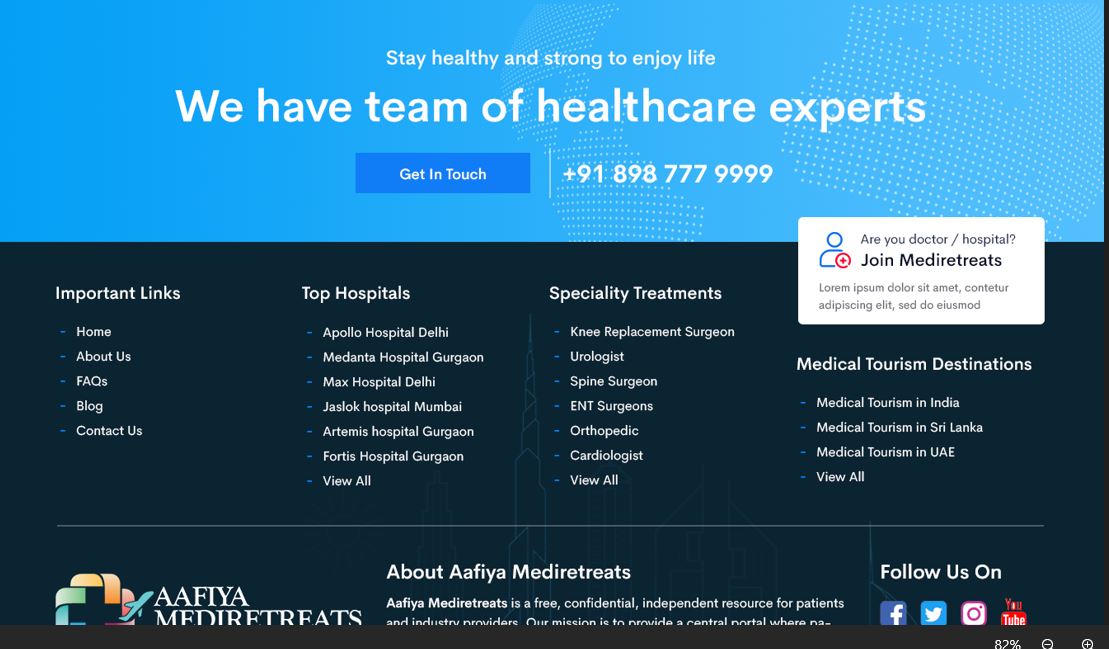 Stay healthy and strong to enjoy life
We have team of healthcare experts
Get In Touch
+91 898 777 9999
Are you doctor / hospital?
Join Mediretreats
Lorem ipsum dolor sit amet, contetur
adipiscing elit, sed do eiusmod
Important Links
- Home
- About Us
- FAQs
- Blog
- Contact Us
Top Hospitals
- Apollo Hospital Delhi
- Medanta Hospital Gurgaon
- Max Hospital Delhi
- Jaslok hospital Mumbai
- Artemis hospital Gurgaon
- Fortis Hospital Gurgaon
- View All
Speciality Treatments
- Knee Replacement Surgeon
- Urologist
- Spine Surgeon
- ENT Surgeons
- Orthopedic
- Cardiologist
- View All
Medical Tourism Destinations
- Medical Tourism in India
- Medical Tourism in Sri Lanka
- Medical Tourism in UAE
- View All
AAFIYA
MEDIRETREATS
About Aafiya Mediretreats
Aafiya Mediretreats is a free, confidential, independent resource for patients
and industry providers. Our mission is to provide a central portal where pa-
Follow Us On
You
Tube
82%